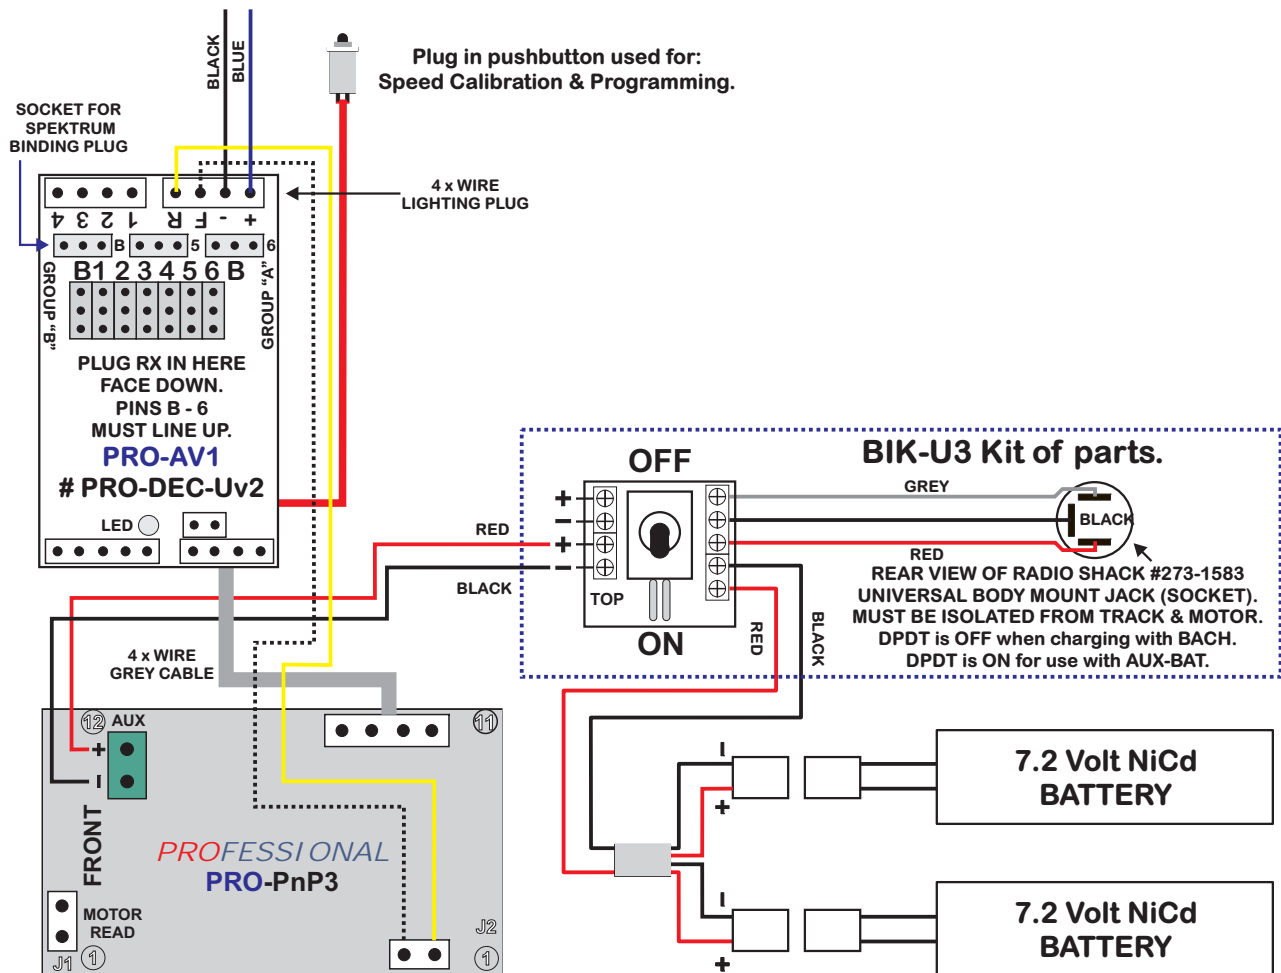 BLACK
BLUE
Plug in pushbutton used for:
Speed Calibration & Programming.
SOCKET FOR
SPEKTRUM
BINDING PLUG
4 x WIRE
LIGHTING PLUG
4 3 2 1 R F - +
B 5 6
B1 2 3 4 5 6 B
GROUP "B"
GROUP "A"
PLUG RX IN HERE
FACE DOWN.
PINS B - 6
MUST LINE UP.
PRO-AV1
# PRO-DEC-Uv2
LED
BIK-U3 Kit of parts.
OFF
+
−
+
−
TOP
ON
GREY
BLACK
RED
RED
BLACK
RED
BLACK
REAR VIEW OF RADIO SHACK #273-1583
UNIVERSAL BODY MOUNT JACK (SOCKET).
MUST BE ISOLATED FROM TRACK & MOTOR.
DPDT is OFF when charging with BACH.
DPDT is ON for use with AUX-BAT.
4 x WIRE
GREY CABLE
12 AUX
11
+
−
FRONT
PROFESSIONAL
PRO-PnP3
MOTOR
READ
J1 1
J2
1
−
+
7.2 Volt NiCd
BATTERY
−
+
7.2 Volt NiCd
BATTERY